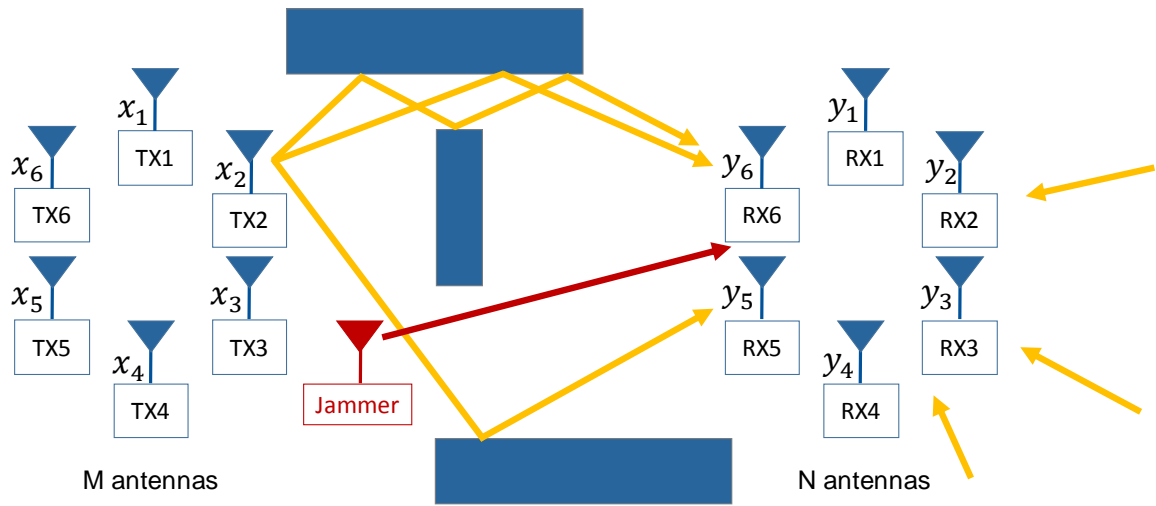 x₁
y₁
TX1
RX1
x₆
x₂
y₆
y₂
TX6
TX2
RX6
RX2
x₅
x₃
y₅
y₃
TX5
TX3
RX5
RX3
x₄
y₄
TX4
Jammer
RX4
M antennas
N antennas